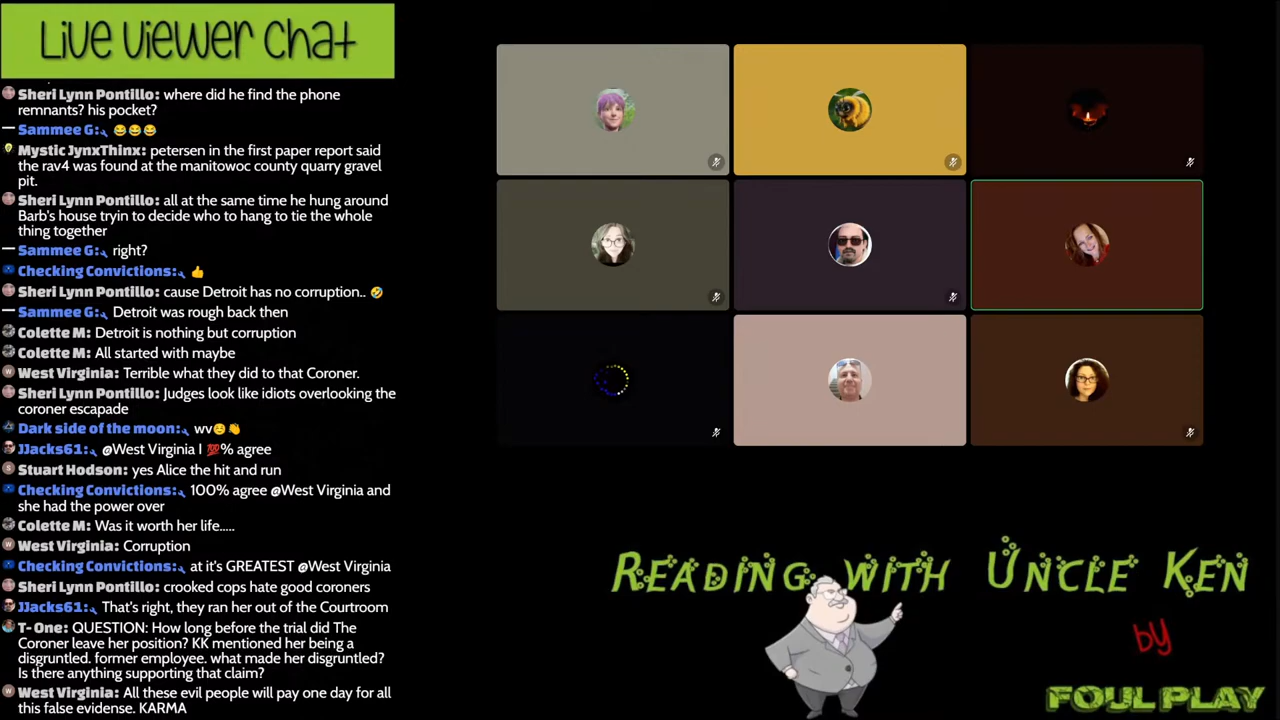 Live Viewer Chat
Sheri Lynn Pontillo: where did he find the phone
remnants? his pocket?
Sammee G: 😂😂😂
Mystic JynxThinx: petersen in the first paper report said
the rav4 was found at the manitowoc county quarry gravel
pit.
Sheri Lynn Pontillo: all at the same time he hung around
Barb's house tryin to decide who to hang to tie the whole
thing together
Sammee G: right?
Checking Convictions: 👍
Sheri Lynn Pontillo: cause Detroit has no corruption.. 🤣
Sammee G: Detroit was rough back then
Colette M: Detroit is nothing but corruption
Colette M: All started with maybe
West Virginia: Terrible what they did to that Coroner.
Sheri Lynn Pontillo: Judges look like idiots overlooking the
coroner escapade
Dark side of the moon: wv☺️👏
JJacks61: @West Virginia I 💯% agree
Stuart Hodson: yes Alice the hit and run
Checking Convictions: 100% agree @West Virginia and
she had the power over
Colette M: Was it worth her life.....
West Virginia: Corruption
Checking Convictions: at it's GREATEST @West Virginia
Sheri Lynn Pontillo: crooked cops hate good coroners
JJacks61: That's right, they ran her out of the Courtroom
T- One: QUESTION: How long before the trial did The
Coroner leave her position? KK mentioned her being a
disgruntled. former employee. what made her disgruntled?
Is there anything supporting that claim?
West Virginia: All these evil people will pay one day for all
this false evidense. KARMA
Reading with Uncle Ken
by
FOUL PLAY